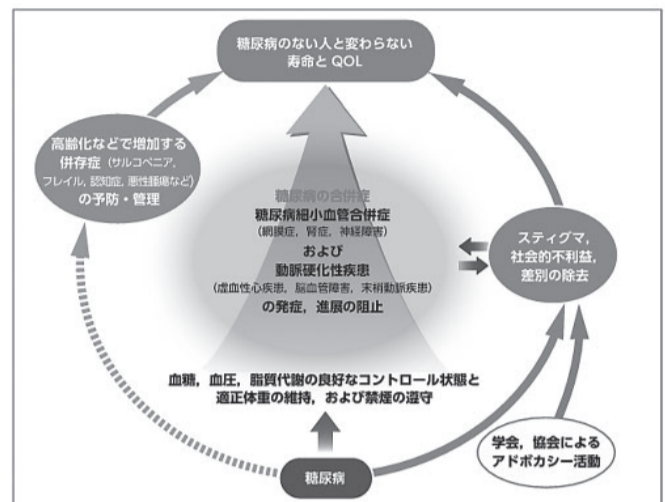 糖尿病のない人と変わらない
寿命とQOL
高齢化などで増加する
併存症（サルコペニア,
フレイル, 認知症, 悪性腫瘍など)
の予防・管理
糖尿病の合併症
糖尿病細小血管合併症
（網膜症，腎症，神経障害）
および
動脈硬化性疾患
（虚血性心疾患，脳血管障害，末梢動脈疾患）
の発症，進展の阻止
スティグマ，
社会的不利益，
差別の除去
血糖，血圧，脂質代謝の良好なコントロール状態と
適正体重の維持，および禁煙の遵守
学会，協会による
アドボカシー活動
糖尿病